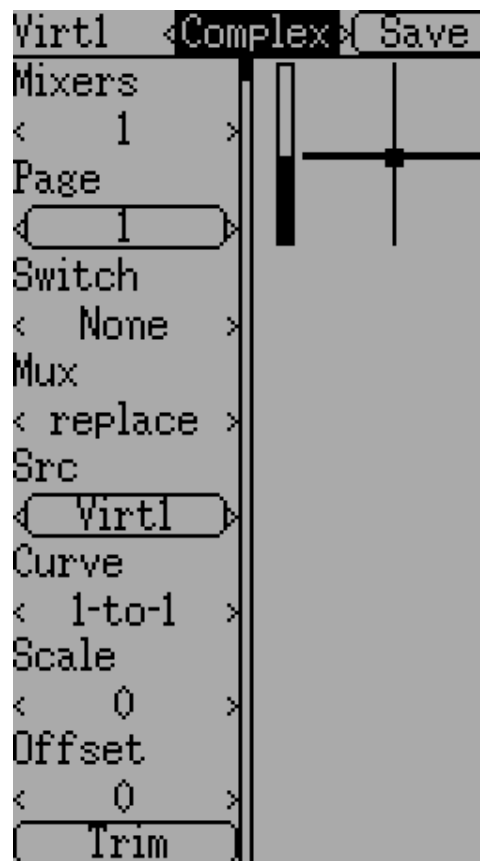 Virt1 Complex Save
Mixers
1
Page
1
Switch
None
Mux
replace
Src
Virt1
Curve
1-to-1
Scale
0
Offset
0
Trim